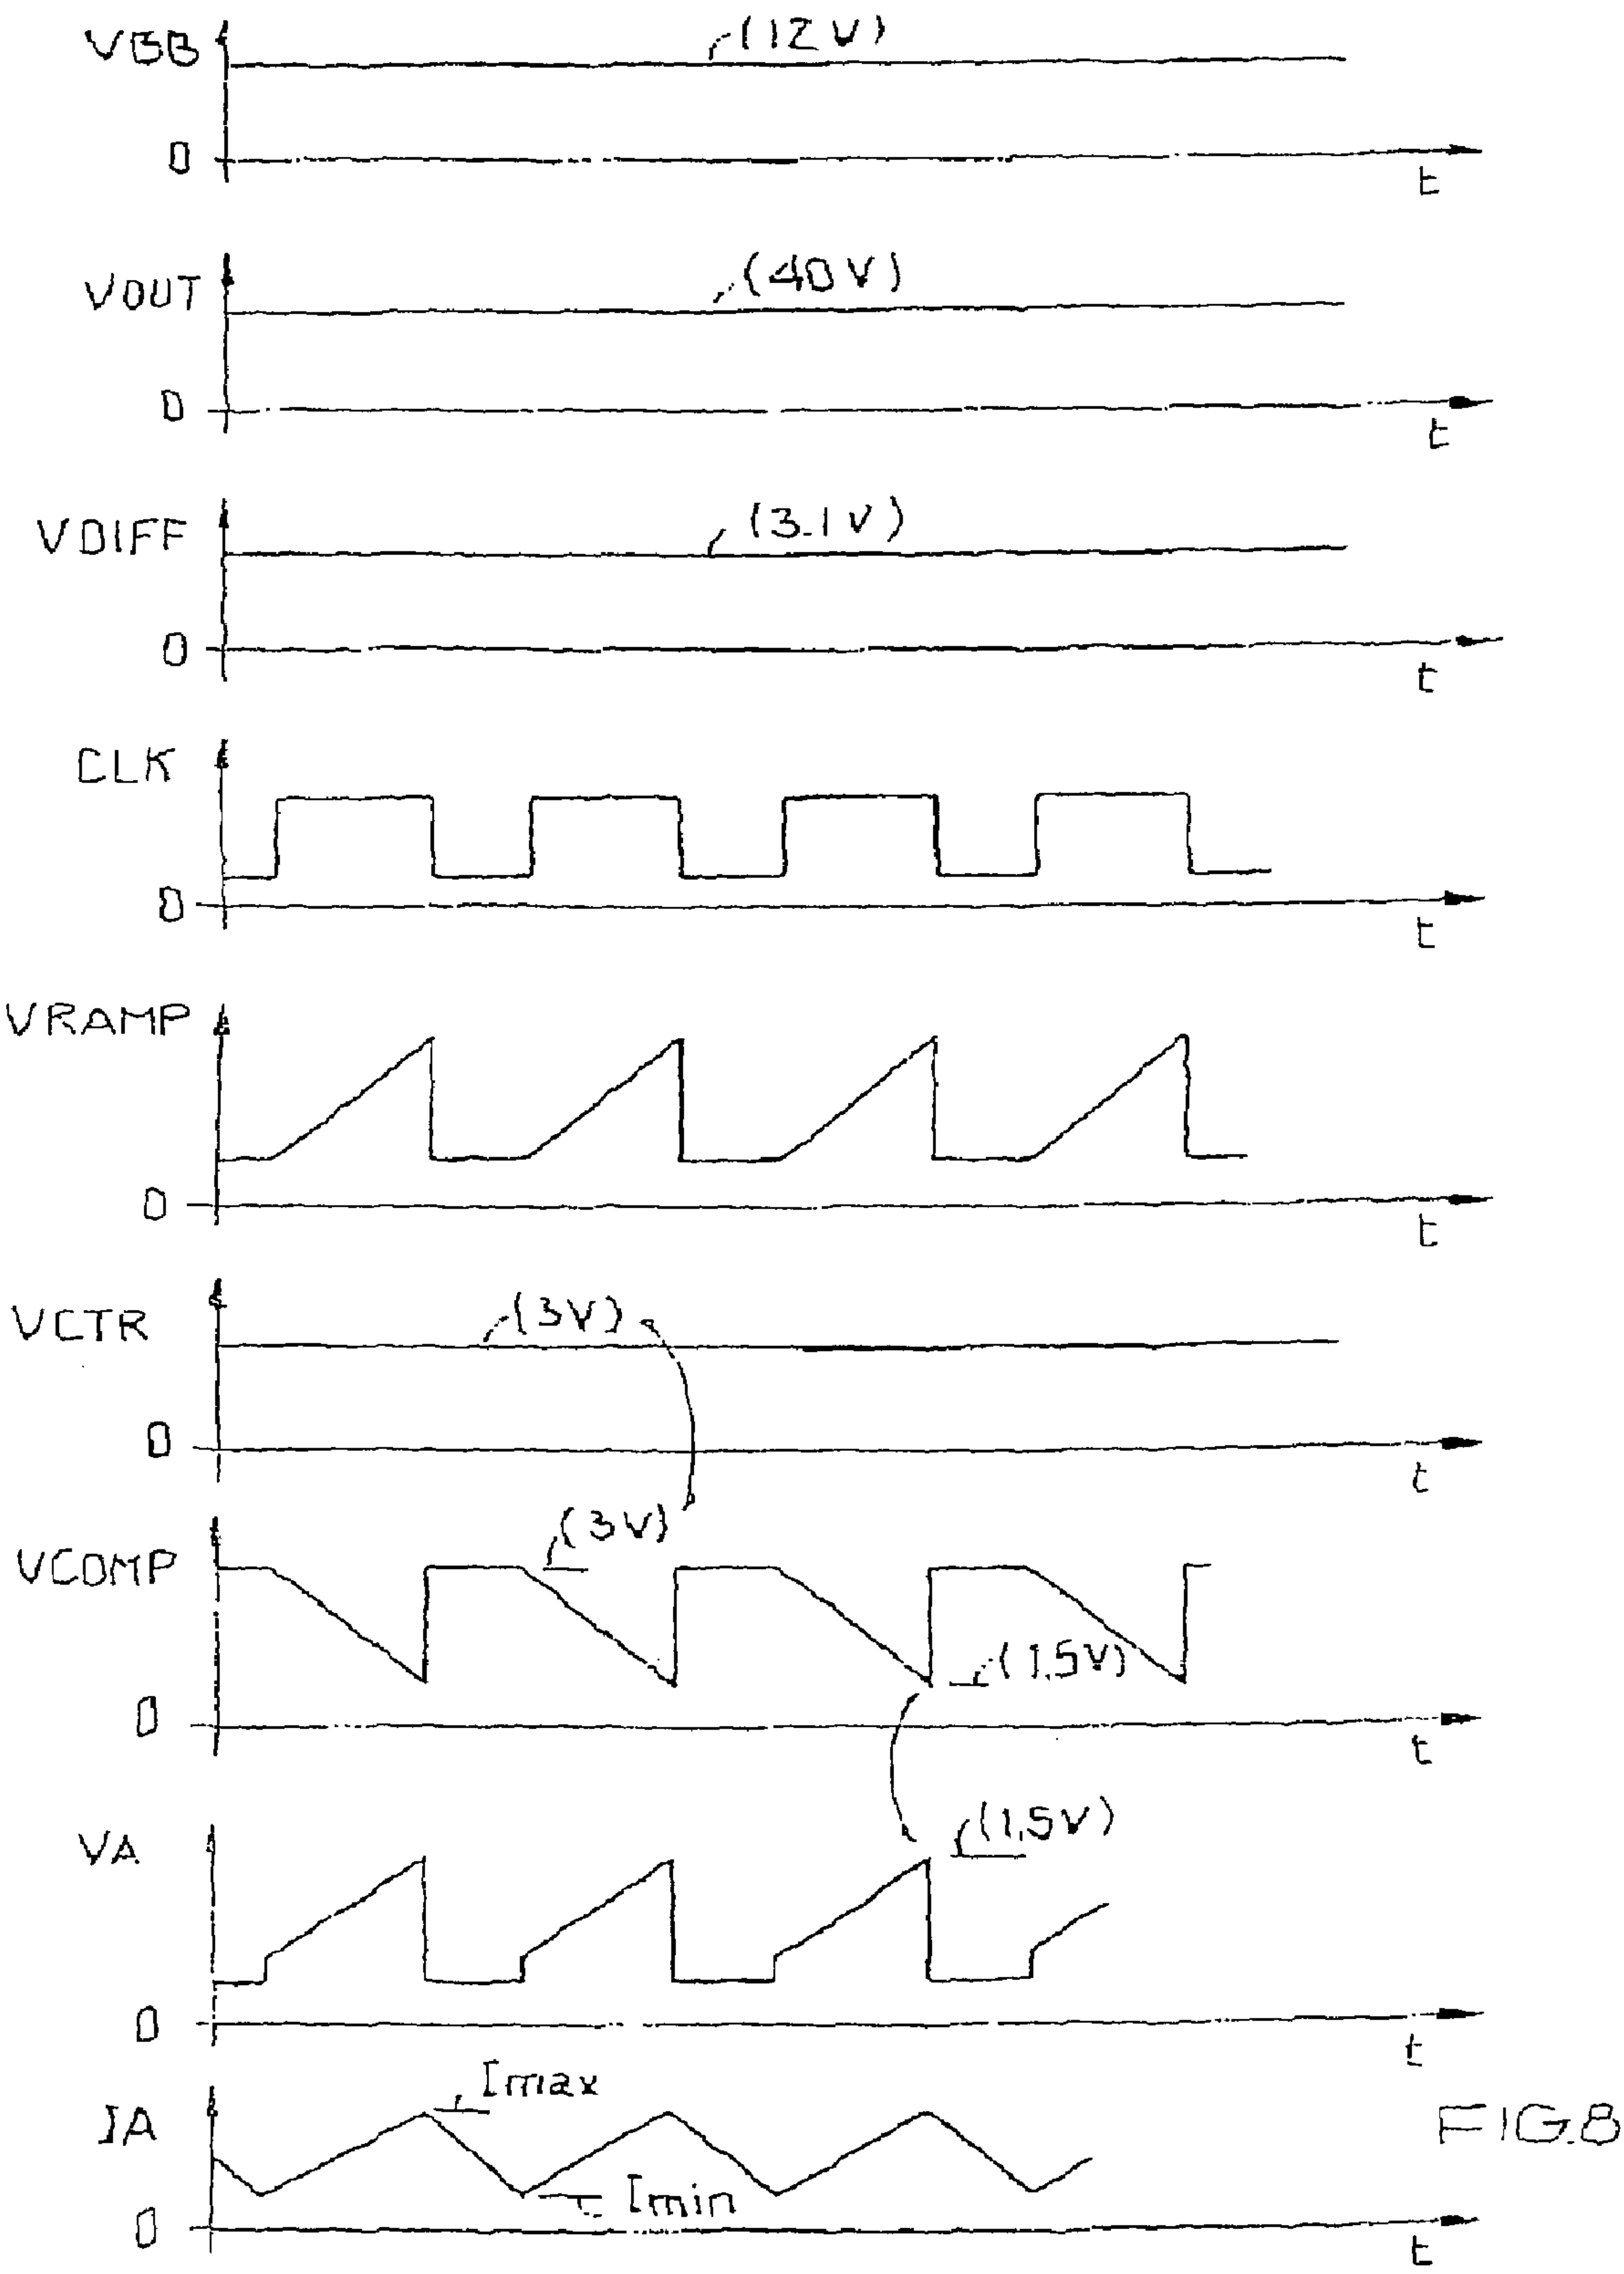 VBB
(12V)
0
t
VOUT
(40V)
0
t
VDIFF
(3.1V)
0
t
CLK
0
t
VRAMP
0
t
VCTR
(3V)
0
t
VCOMP
(3V)
(1.5V)
0
t
VA
(1.5V)
0
t
IA
Imax
Imin
0
t
FIG.8